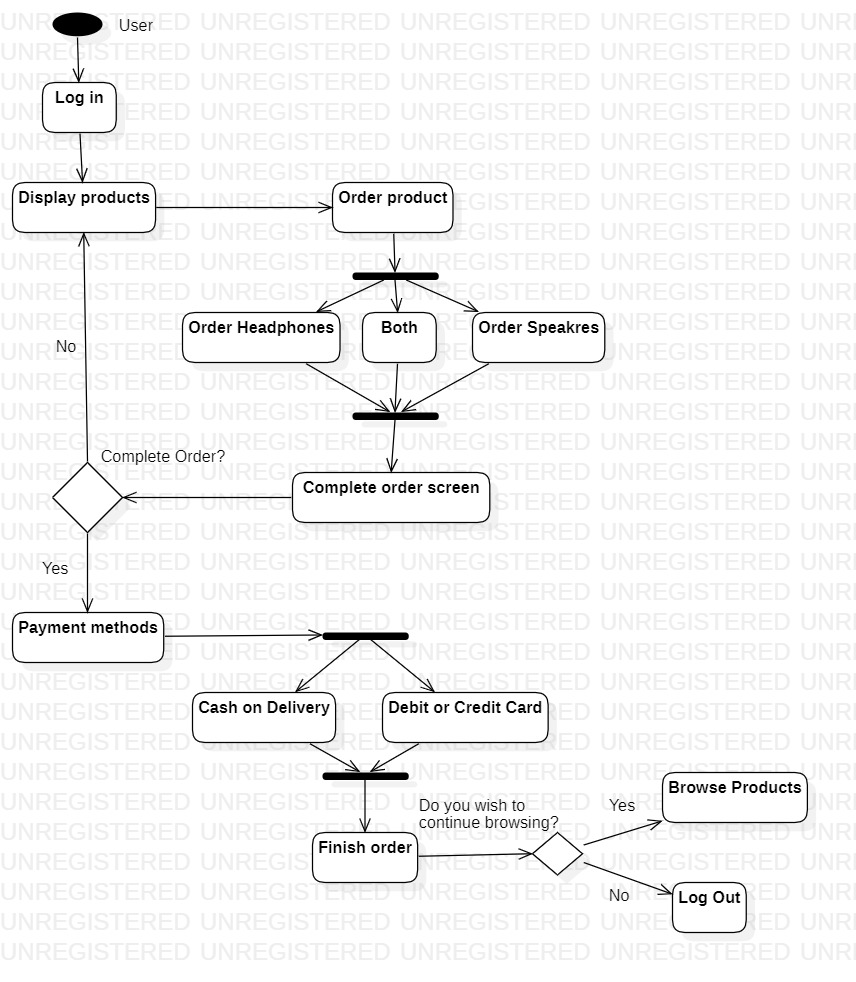 User
Log in
Display products
Order product
Order Headphones
Both
Order Speakres
No
Complete Order?
Complete order screen
Yes
Payment methods
Cash on Delivery
Debit or Credit Card
Do you wish to
continue browsing?
Yes
Browse Products
Finish order
No
Log Out
UNREGISTERED